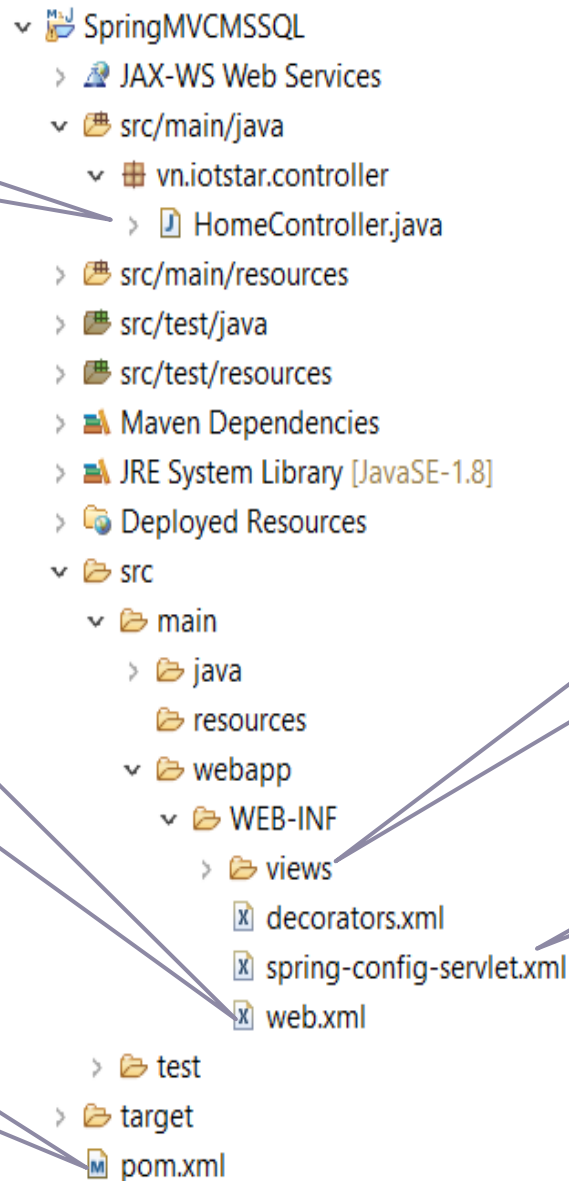 SpringMVCMSSQL
JAX-WS Web Services
src/main/java
vn.iotstar.controller
HomeController.java
src/main/resources
src/test/java
src/test/resources
Maven Dependencies
JRE System Library [JavaSE-1.8]
Deployed Resources
src
main
java
resources
webapp
WEB-INF
views
decorators.xml
spring-config-servlet.xml
web.xml
test
target
pom.xml